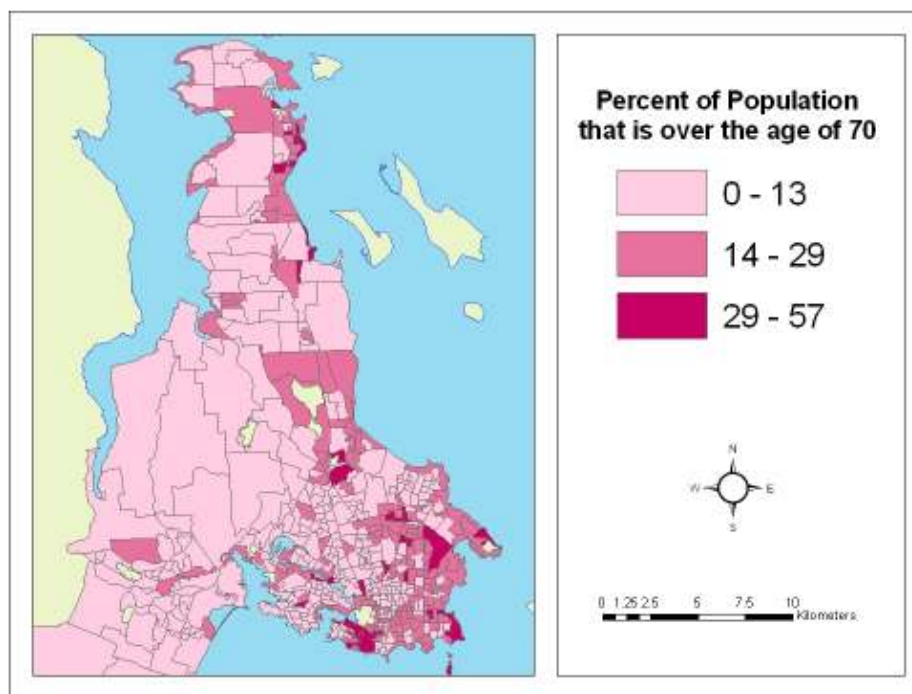 Percent of Population
that is over the age of 70
0 - 13
14 - 29
29 - 57
N
W E
S
0 1.25 2.5 5 7.5 10
Kilometers